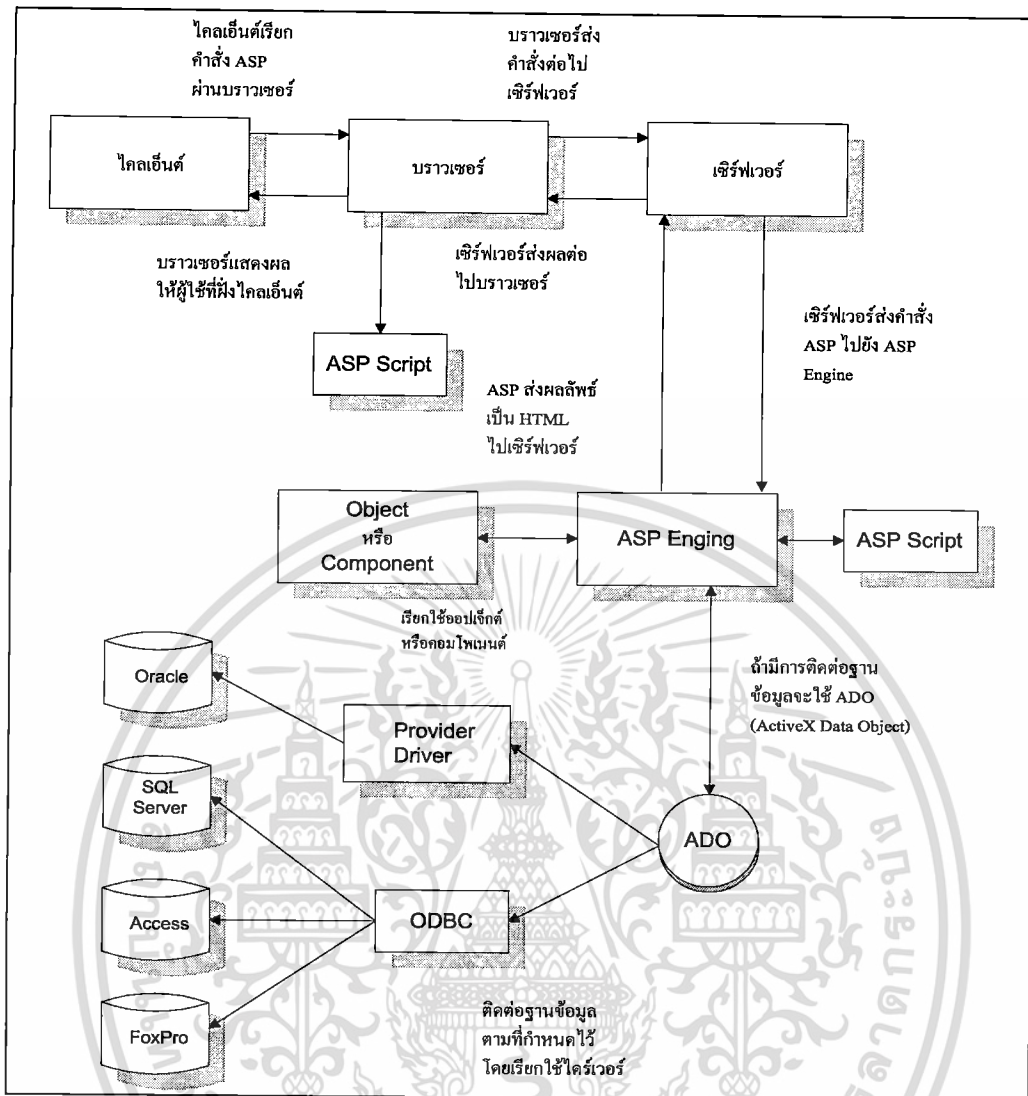 ไคลเอ็นต์เรียก
คำสั่ง ASP
ผ่านบราวเซอร์
บราวเซอร์ส่ง
คำสั่งต่อไป
เซิร์ฟเวอร์
ไคลเอ็นต์
บราวเซอร์
เซิร์ฟเวอร์
บราวเซอร์แสดงผล
ให้ผู้ใช้ที่ฝั่งไคลเอ็นต์
เซิร์ฟเวอร์ส่งผลต่อ
ไปบราวเซอร์
เซิร์ฟเวอร์ส่งคำสั่ง
ASP ไปยัง ASP
Engine
ASP Script
ASP ส่งผลลัพธ์
เป็น HTML
ไปเซิร์ฟเวอร์
Object
หรือ
Component
ASP Enging
ASP Script
เรียกใช้ออปเจ็กต์
หรือคอมโพเนนต์
ถ้ามีการติดต่อฐาน
ข้อมูลจะใช้ ADO
(ActiveX Data Object)
Oracle
Provider
Driver
SQL
Server
ADO
Access
ODBC
FoxPro
ติดต่อฐานข้อมูล
ตามที่กำหนดไว้
โดยเรียกใช้ไดร์เวอร์